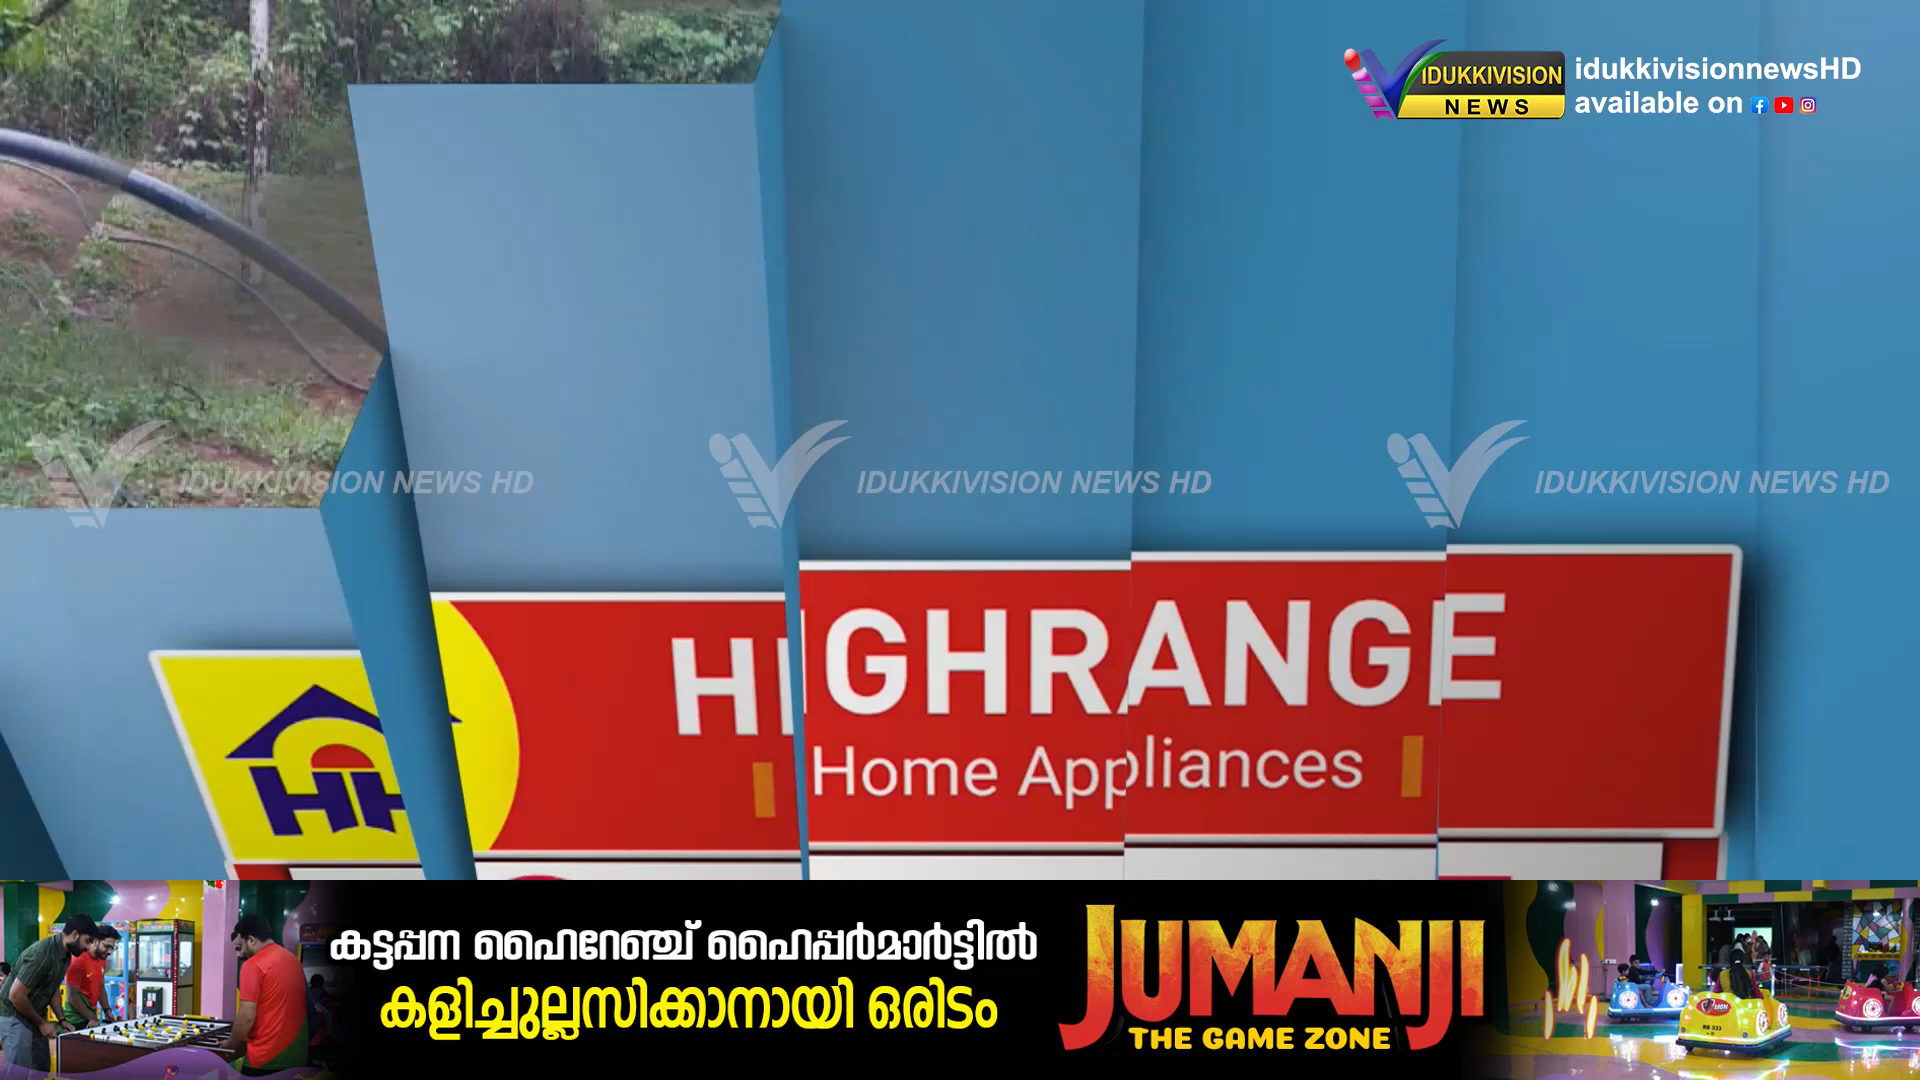 IDUKKIVISION
NEWS
idukkivisionnewsHD
available on
IDUKKIVISION NEWS HD
IDUKKIVISION NEWS HD
IDUKKIVISION NEWS HD
HIGHRANGE
Home Appliances
HH
കട്ടപ്പന ഹൈറേഞ്ച് ഹൈപ്പർമാർട്ടിൽ
കളിച്ചുല്ലസിക്കാനായി ഒരിടം
JUMANJI
THE GAME ZONE